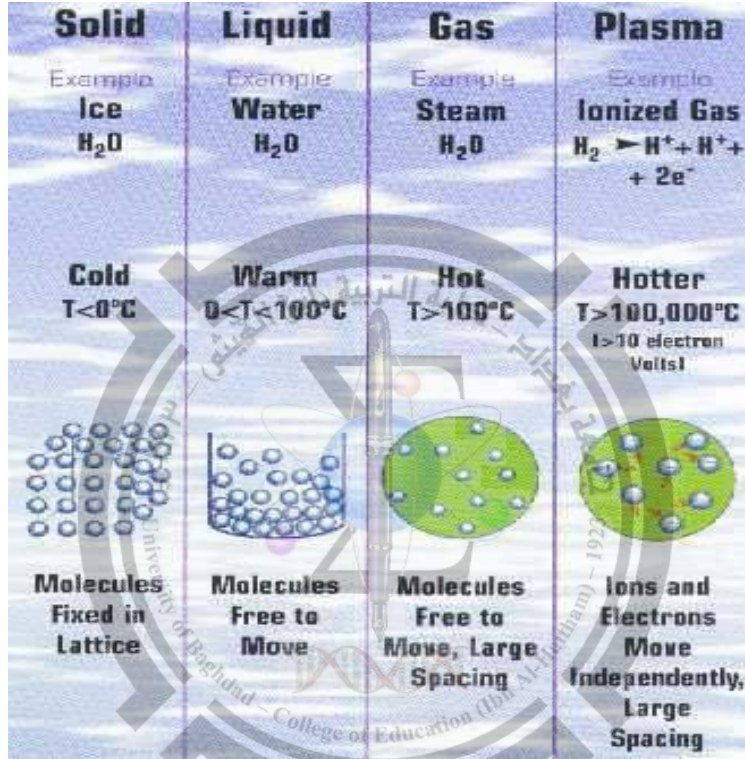 Solid
Example
Ice
H₂O
Cold
T<0°C
Molecules
Fixed in
Lattice
Liquid
Example
Water
H₂O
Warm
0<T<100°C
Molecules
Free to
Move
Gas
Example
Steam
H₂O
Hot
T>100°C
Molecules
Free to
Move, Large
Spacing
Plasma
Example
Ionized Gas
H₂ ➤ H⁺+ H⁺+
+ 2e⁻
Hotter
T>100,000°C
(>10 electron
Volts)
Ions and
Electrons
Move
Independently,
Large
Spacing
University of Baghdad – College of Education (Ibn Al-Haitham) – 1923